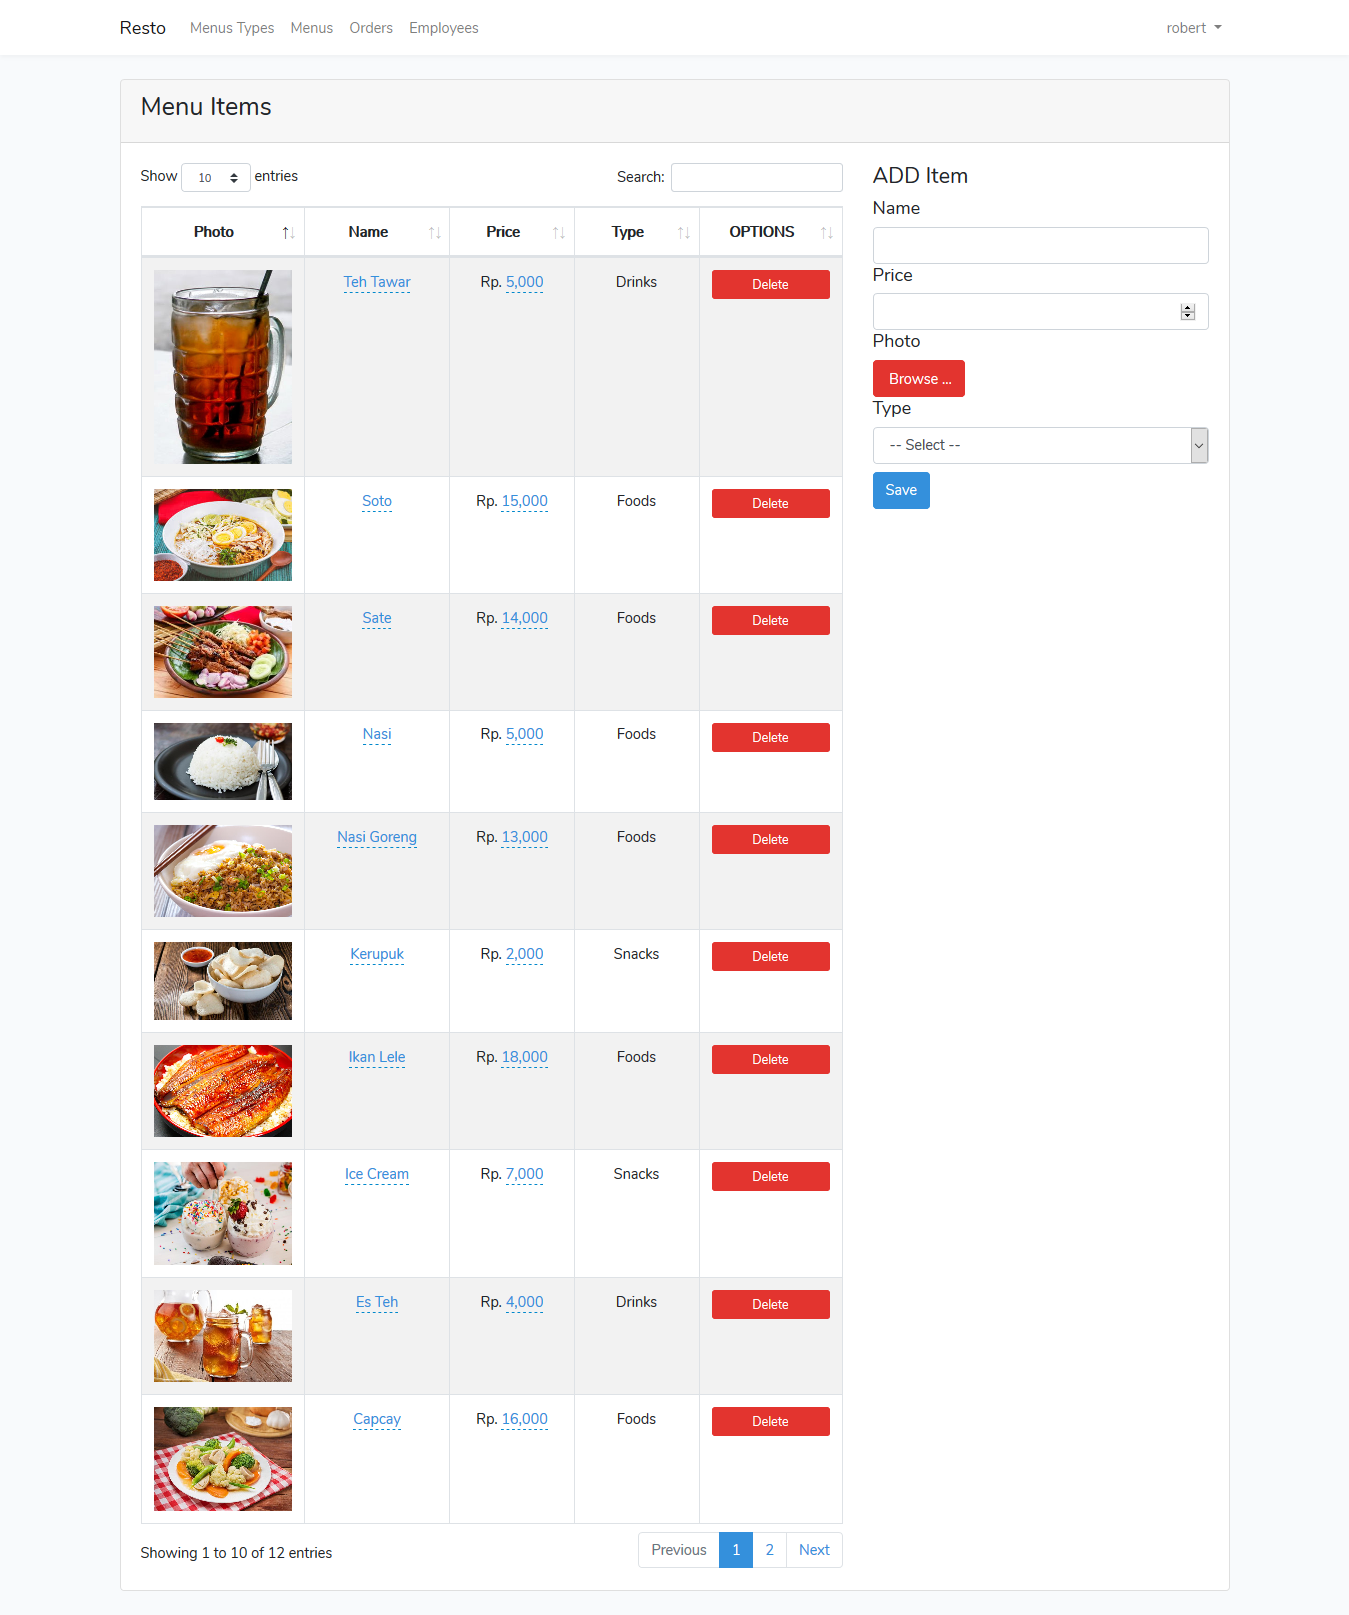 Resto Menus Types Menus Orders Employees robert
Menu Items
Show 10 entries Search:
Photo Name Price Type OPTIONS
Teh Tawar Rp. 5,000 Drinks Delete
Soto Rp. 15,000 Foods Delete
Sate Rp. 14,000 Foods Delete
Nasi Rp. 5,000 Foods Delete
Nasi Goreng Rp. 13,000 Foods Delete
Kerupuk Rp. 2,000 Snacks Delete
Ikan Lele Rp. 18,000 Foods Delete
Ice Cream Rp. 7,000 Snacks Delete
Es Teh Rp. 4,000 Drinks Delete
Capcay Rp. 16,000 Foods Delete
Showing 1 to 10 of 12 entries Previous 1 2 Next
ADD Item
Name
Price
Photo
Browse ...
Type
-- Select --
Save